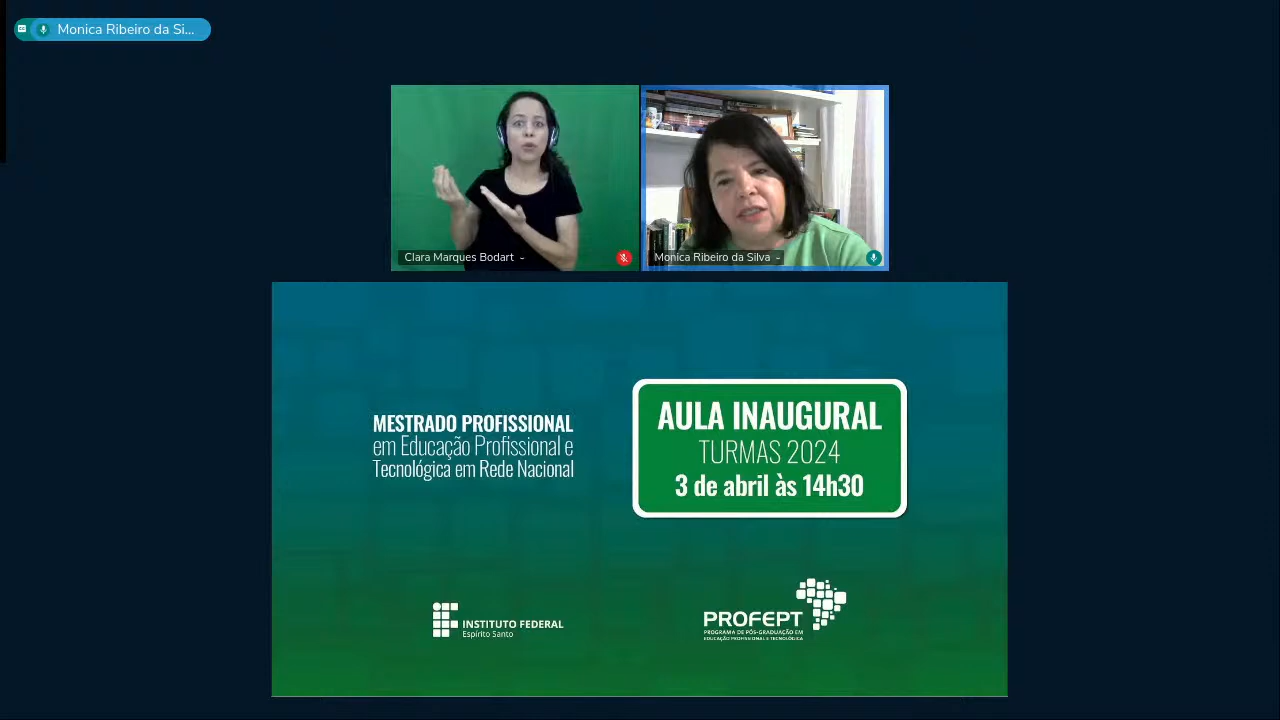 Monica Ribeiro da Si...
Clara Marques Bodart
Monica Ribeiro da Silva
MESTRADO PROFISSIONAL
em Educação Profissional e
Tecnológica em Rede Nacional
AULA INAUGURAL
TURMAS 2024
3 de abril às 14h30
INSTITUTO FEDERAL
Espírito Santo
PROFEPT
PROGRAMA DE PÓS-GRADUAÇÃO EM
EDUCAÇÃO PROFISSIONAL E TECNOLÓGICA